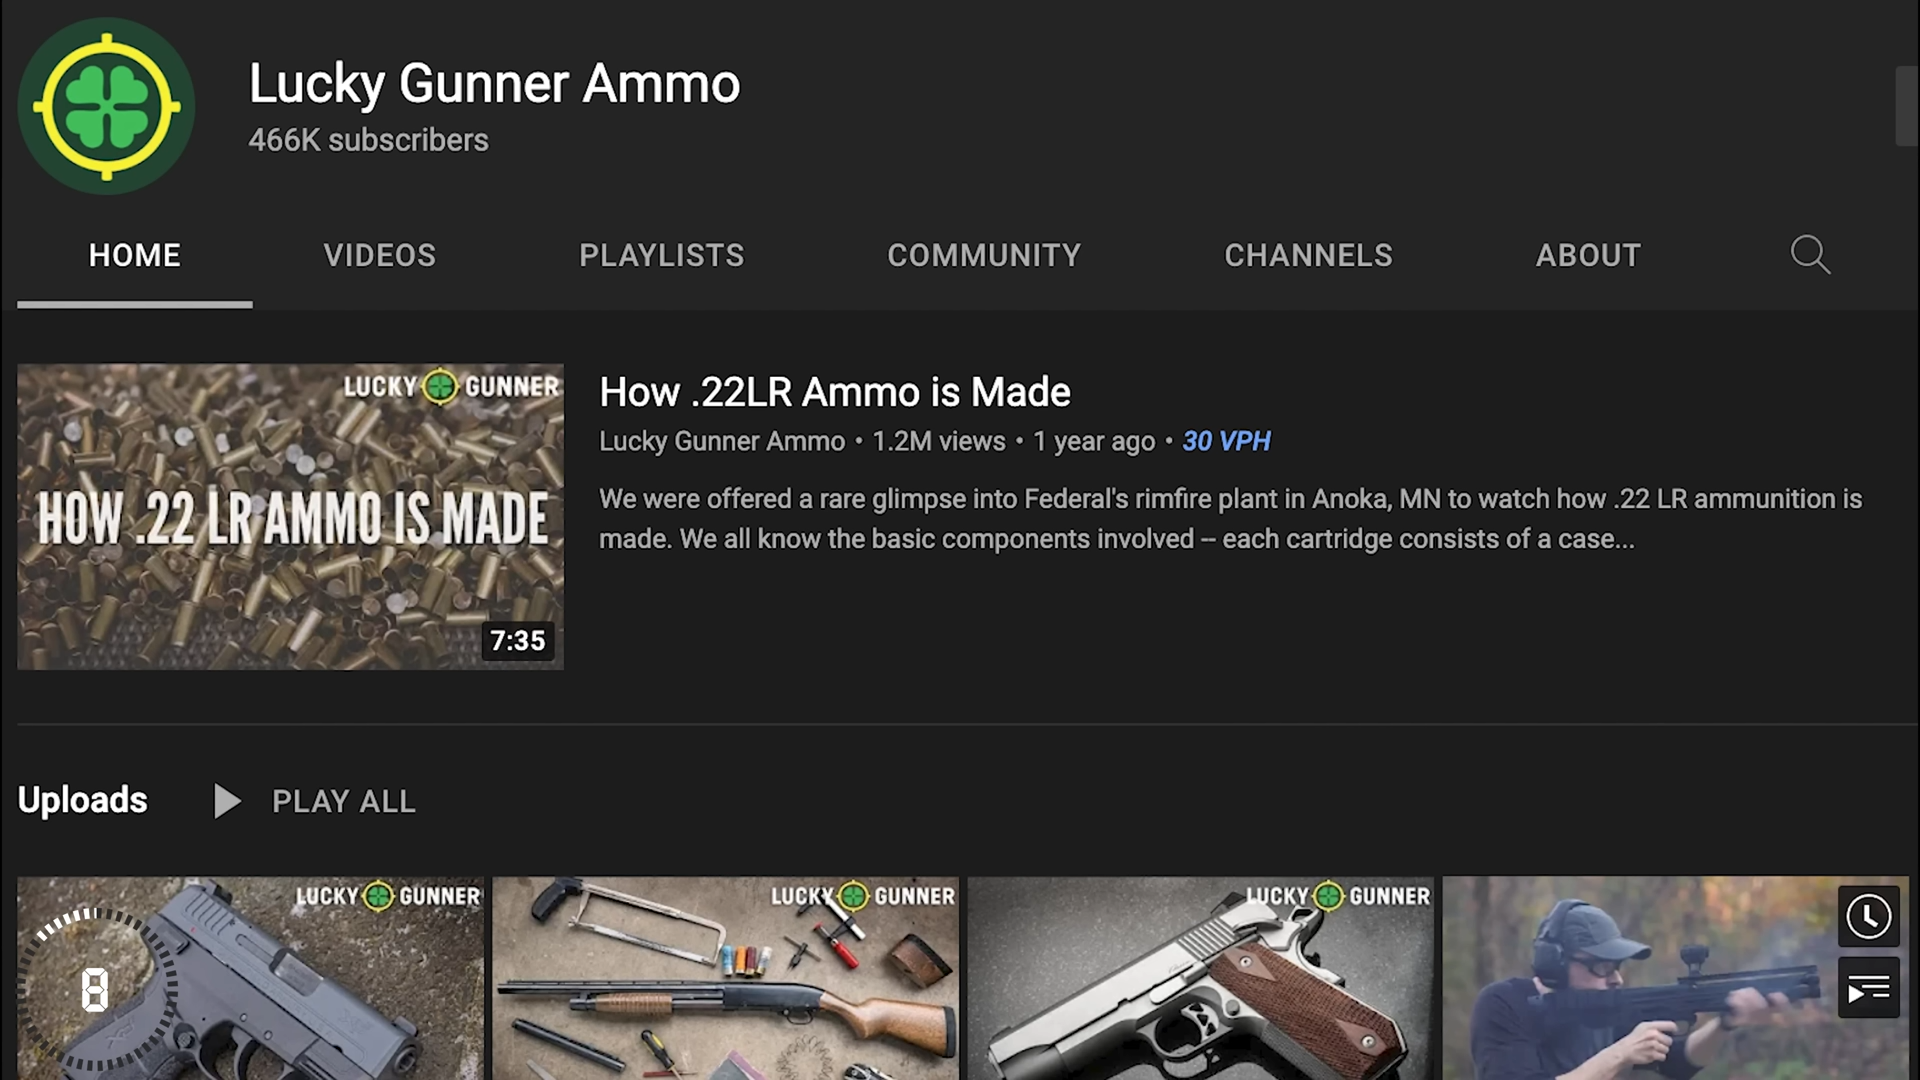 Lucky Gunner Ammo
466K subscribers
HOME VIDEOS PLAYLISTS COMMUNITY CHANNELS ABOUT
LUCKY GUNNER
HOW .22 LR AMMO IS MADE
7:35
How .22LR Ammo is Made
Lucky Gunner Ammo • 1.2M views • 1 year ago • 30 VPH
We were offered a rare glimpse into Federal's rimfire plant in Anoka, MN to watch how .22 LR ammunition is
made. We all know the basic components involved -- each cartridge consists of a case...
Uploads PLAY ALL
LUCKY GUNNER
LUCKY GUNNER
LUCKY GUNNER
8